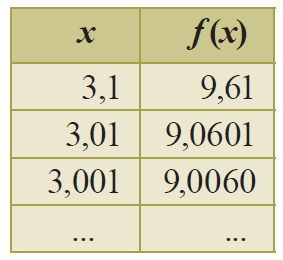 x f(x)
3,1 9,61
3,01 9,0601
3,001 9,0060
... ...